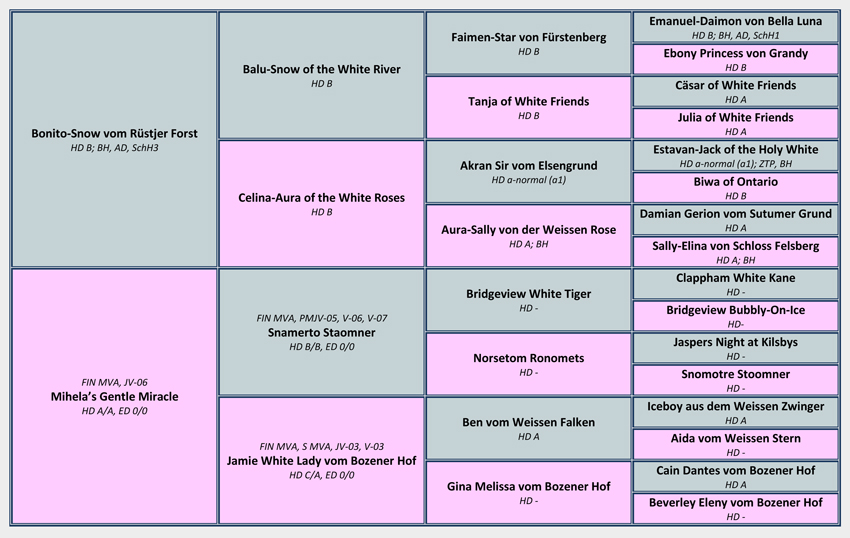 Bonito-Snow vom Rüstjer Forst
HD B; BH, AD, SchH3
Mihela's Gentle Miracle
FIN MVA, JV-06
HD A/A, ED 0/0
Balu-Snow of the White River
HD B
Celina-Aura of the White Roses
HD B
FIN MVA, PMJV-05, V-06, V-07
Snamerto Staomner
HD B/B, ED 0/0
FIN MVA, S MVA, JV-03, V-03
Jamie White Lady vom Bozener Hof
HD C/A, ED 0/0
Faimen-Star von Fürstenberg
HD B
Tanja of White Friends
HD B
Akran Sir vom Elsengrund
HD a-normal (a1)
Aura-Sally von der Weissen Rose
HD A; BH
Bridgeview White Tiger
HD -
Norsetom Ronomets
HD -
Ben vom Weissen Falken
HD A
Gina Melissa vom Bozener Hof
HD -
Emanuel-Daimon von Bella Luna
HD B; BH, AD, SchH1
Ebony Princess von Grandy
HD B
Cäsar of White Friends
HD A
Julia of White Friends
HD A
Estavan-Jack of the Holy White
HD a-normal (a1); ZTP, BH
Biwa of Ontario
HD B
Damian Gerion vom Sutumer Grund
HD A
Sally-Elina von Schloss Felsberg
HD A; BH
Clappham White Kane
HD -
Bridgeview Bubbly-On-Ice
HD-
Jaspers Night at Kilsbys
HD -
Snomotre Stoomner
HD -
Iceboy aus dem Weissen Zwinger
HD A
Aida vom Weissen Stern
HD -
Cain Dantes vom Bozener Hof
HD A
Beverley Eleny vom Bozener Hof
HD -